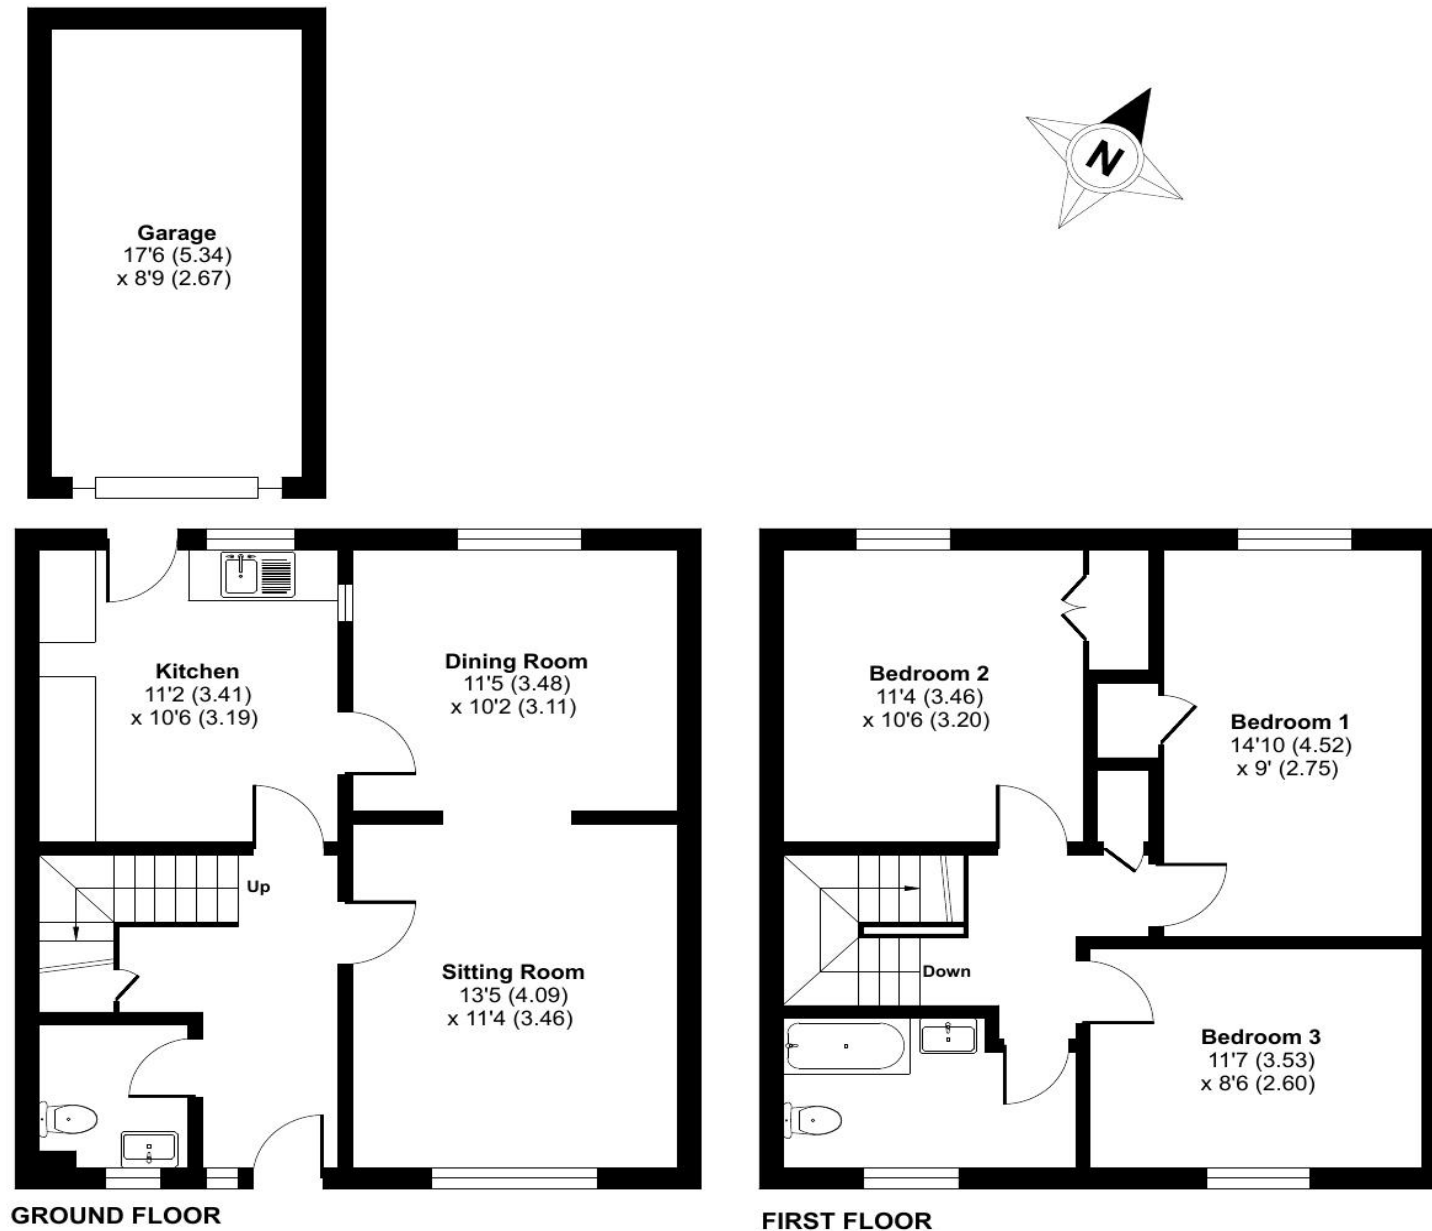 Garage
17'6 (5.34)
x 8'9 (2.67)
N
Kitchen
11'2 (3.41)
x 10'6 (3.19)
Dining Room
11'5 (3.48)
x 10'2 (3.11)
Up
Sitting Room
13'5 (4.09)
x 11'4 (3.46)
GROUND FLOOR
Bedroom 2
11'4 (3.46)
x 10'6 (3.20)
Bedroom 1
14'10 (4.52)
x 9' (2.75)
Down
Bedroom 3
11'7 (3.53)
x 8'6 (2.60)
FIRST FLOOR